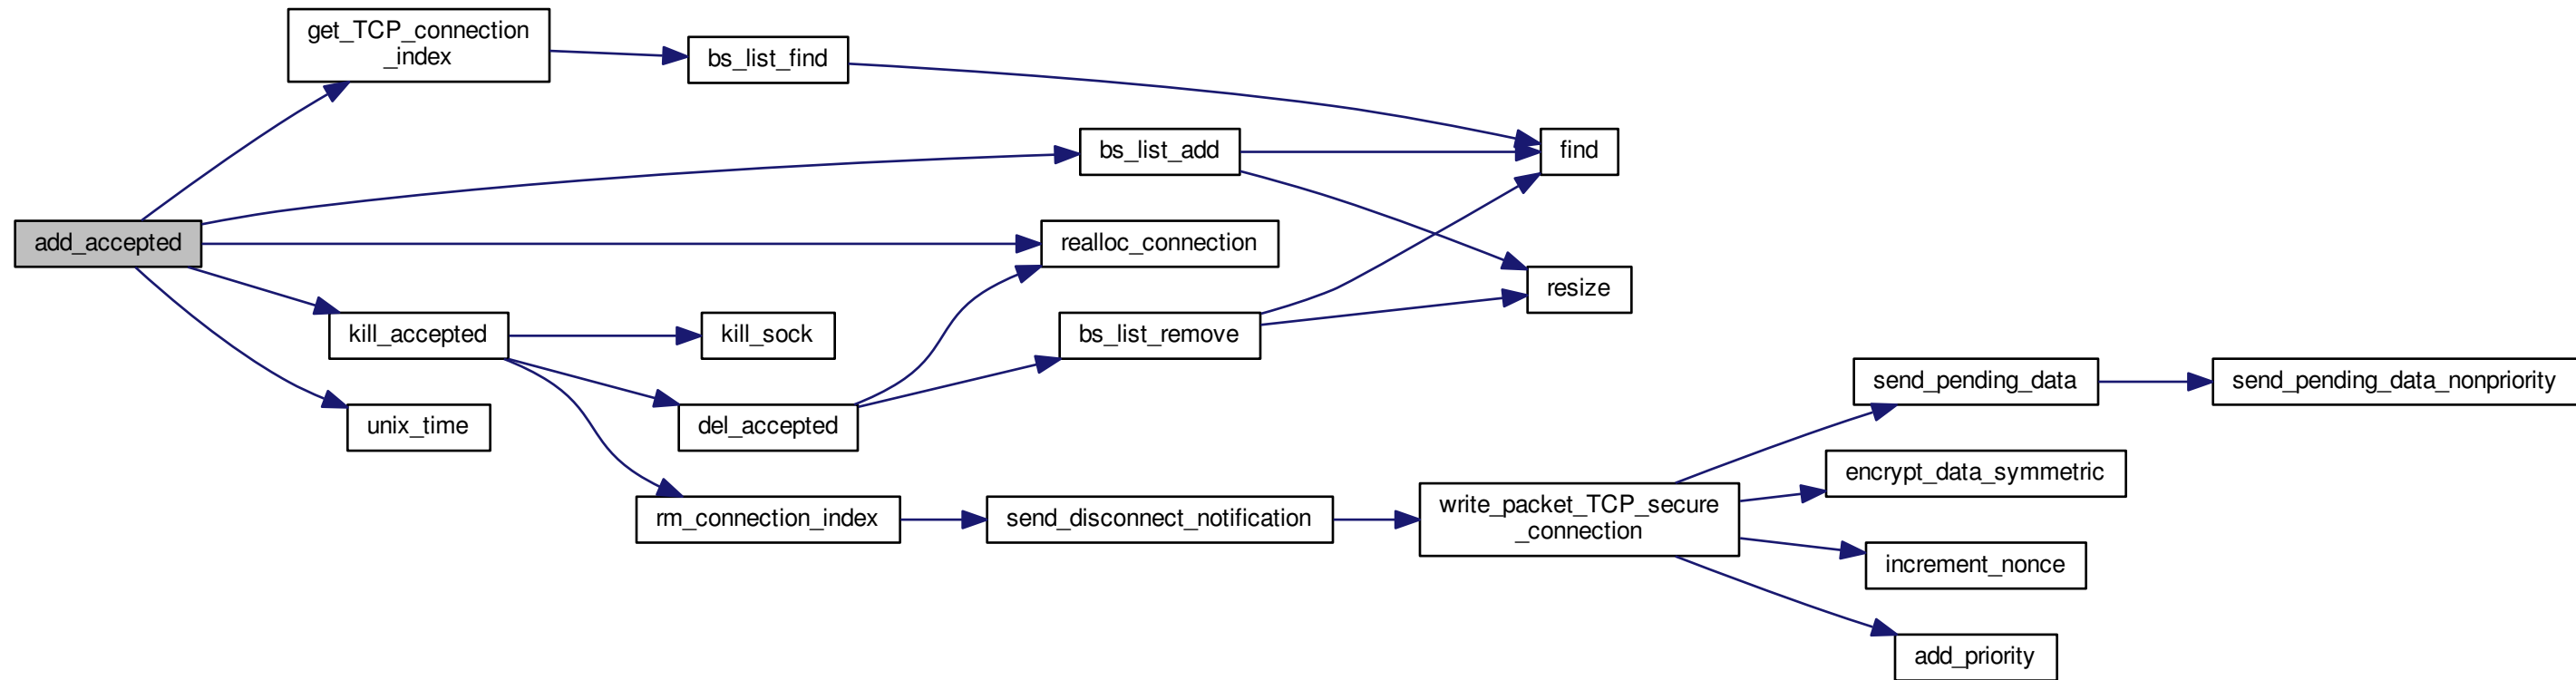 get_TCP_connection
_index
bs_list_find
bs_list_add
find
add_accepted
realloc_connection
resize
kill_accepted
kill_sock
bs_list_remove
send_pending_data
send_pending_data_nonpriority
unix_time
del_accepted
encrypt_data_symmetric
rm_connection_index
send_disconnect_notification
write_packet_TCP_secure
_connection
increment_nonce
add_priority